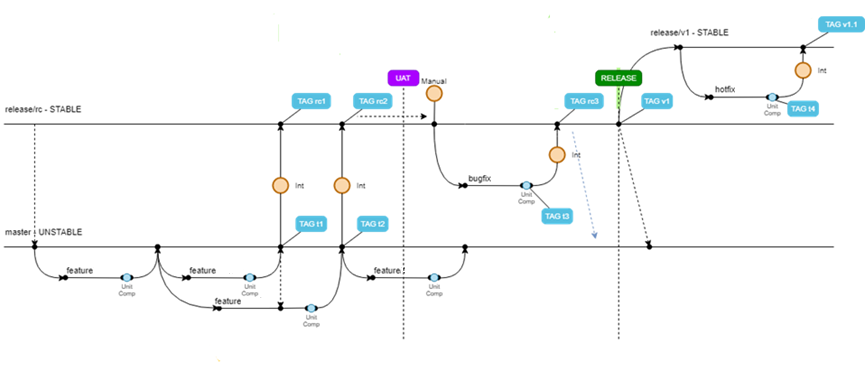 TAG v1.1
release/v1 - STABLE
UAT
Manual
RELEASE
Int
hotfix
Unit
Comp
TAG t4
release/rc - STABLE
TAG rc1
TAG rc2
TAG rc3
TAG v1
Int
Int
Int
bugfix
Unit
Comp
TAG t3
master - UNSTABLE
TAG t1
TAG t2
feature
Unit
Comp
feature
Unit
Comp
feature
Unit
Comp
feature
Unit
Comp